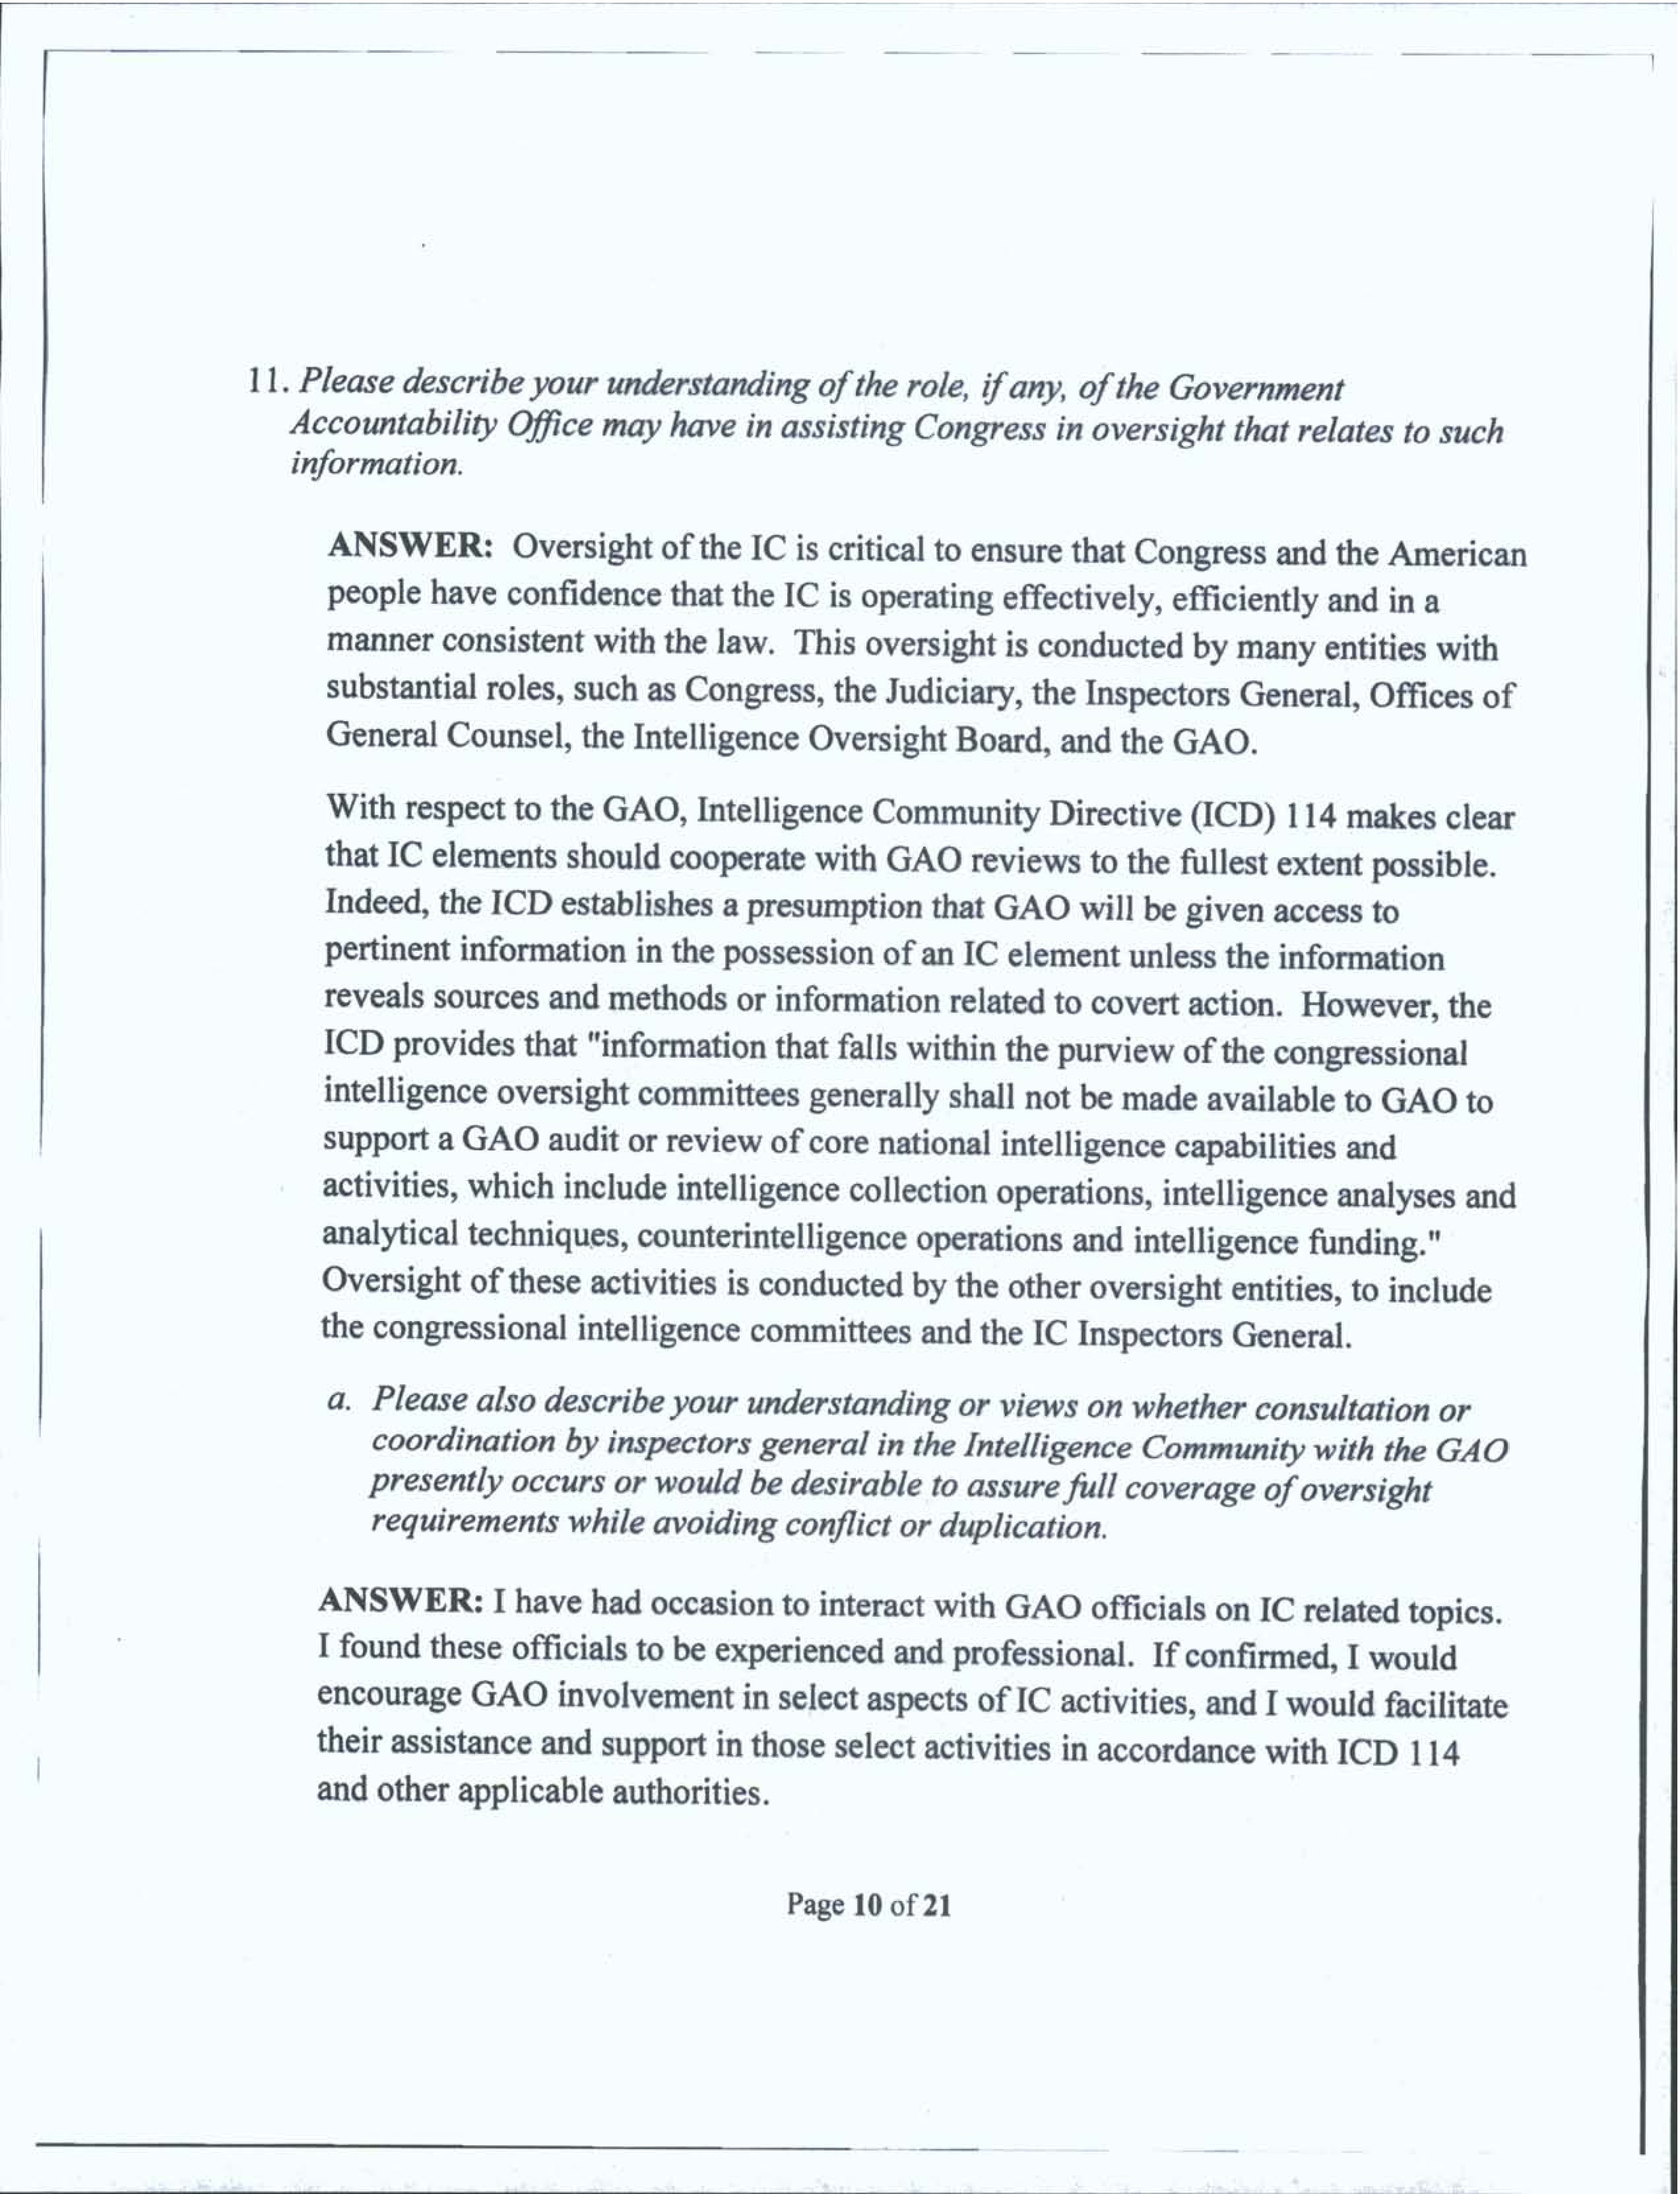 11. Please describe your understanding of the role, if any, of the Government
Accountability Office may have in assisting Congress in oversight that relates to such
information.
ANSWER: Oversight of the IC is critical to ensure that Congress and the American
people have confidence that the IC is operating effectively, efficiently and in a
manner consistent with the law. This oversight is conducted by many entities with
substantial roles, such as Congress, the Judiciary, the Inspectors General, Offices of
General Counsel, the Intelligence Oversight Board, and the GAO.
With respect to the GAO, Intelligence Community Directive (ICD) 114 makes clear
that IC elements should cooperate with GAO reviews to the fullest extent possible.
Indeed, the ICD establishes a presumption that GAO will be given access to
pertinent information in the possession of an IC element unless the information
reveals sources and methods or information related to covert action. However, the
ICD provides that "information that falls within the purview of the congressional
intelligence oversight committees generally shall not be made available to GAO to
support a GAO audit or review of core national intelligence capabilities and
activities, which include intelligence collection operations, intelligence analyses and
analytical techniques, counterintelligence operations and intelligence funding."
Oversight of these activities is conducted by the other oversight entities, to include
the congressional intelligence committees and the IC Inspectors General.
a. Please also describe your understanding or views on whether consultation or
coordination by inspectors general in the Intelligence Community with the GAO
presently occurs or would be desirable to assure full coverage of oversight
requirements while avoiding conflict or duplication.
ANSWER: I have had occasion to interact with GAO officials on IC related topics.
I found these officials to be experienced and professional. If confirmed, I would
encourage GAO involvement in select aspects of IC activities, and I would facilitate
their assistance and support in those select activities in accordance with ICD 114
and other applicable authorities.
Page 10 of 21